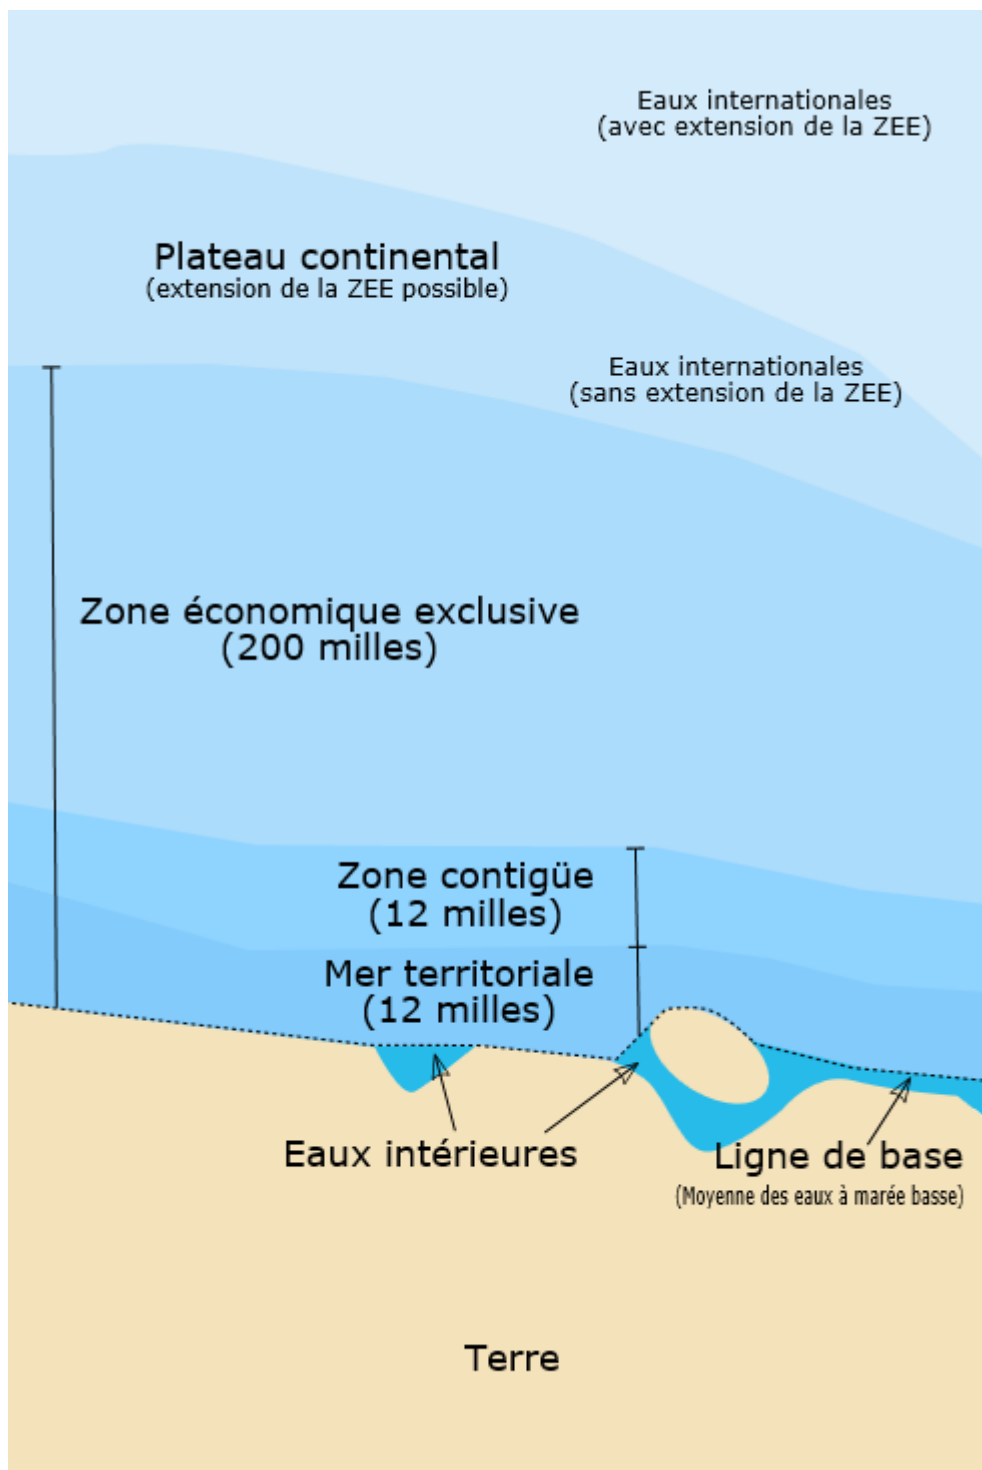 Eaux internationales
(avec extension de la ZEE)
Plateau continental
(extension de la ZEE possible)
Eaux internationales
(sans extension de la ZEE)
Zone économique exclusive
(200 milles)
Zone contigüe
(12 milles)
Mer territoriale
(12 milles)
Eaux intérieures
Ligne de base
(Moyenne des eaux à marée basse)
Terre